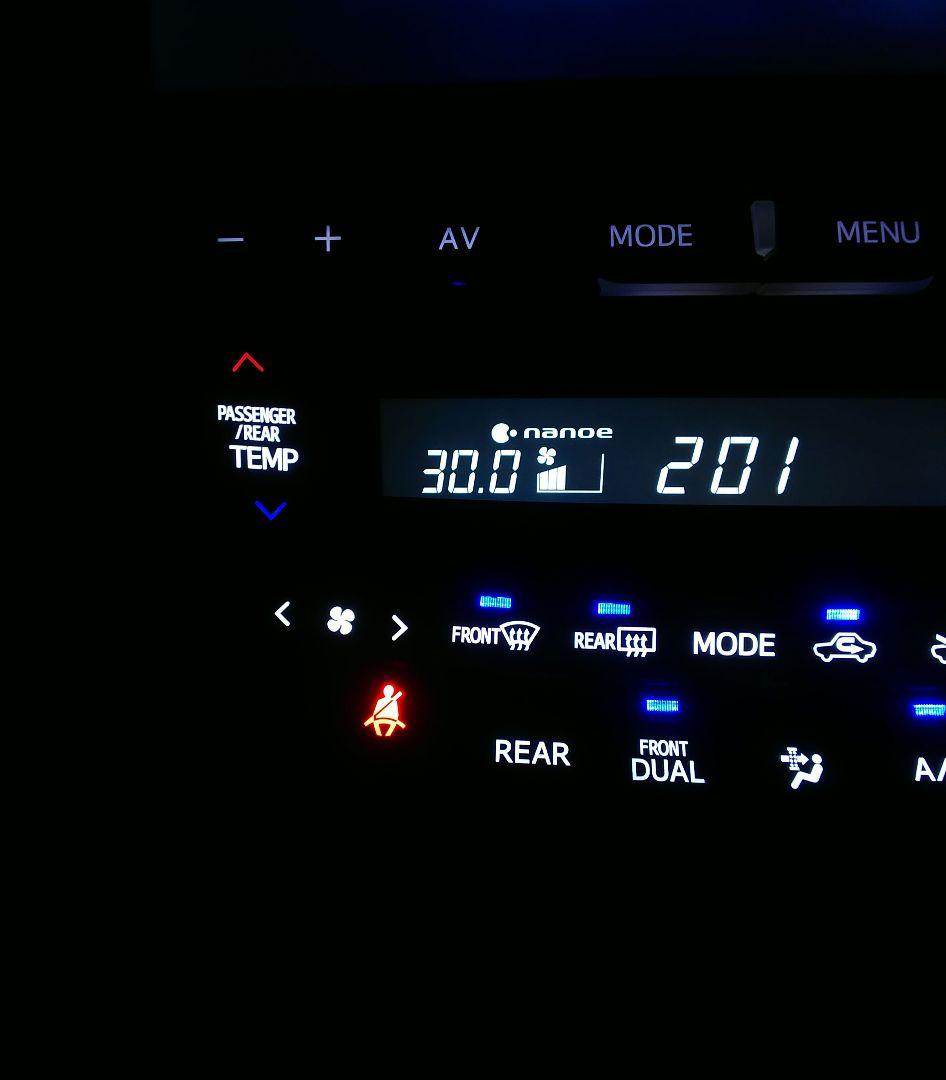 − + AV MODE MENU
PASSENGER
/REAR
TEMP
nanoe
30.0 201
FRONT REAR MODE
REAR FRONT
DUAL